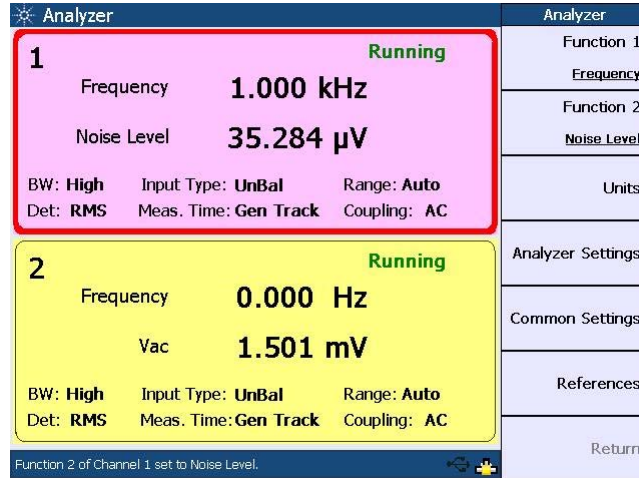 Analyzer
1
Running
Frequency 1.000 kHz
Noise Level 35.284 µV
BW: High Input Type: UnBal Range: Auto
Det: RMS Meas. Time: Gen Track Coupling: AC
2
Running
Frequency 0.000 Hz
Vac 1.501 mV
BW: High Input Type: UnBal Range: Auto
Det: RMS Meas. Time: Gen Track Coupling: AC
Function 2 of Channel 1 set to Noise Level.
Analyzer
Function 1
Frequency
Function 2
Noise Level
Units
Analyzer Settings
Common Settings
References
Return